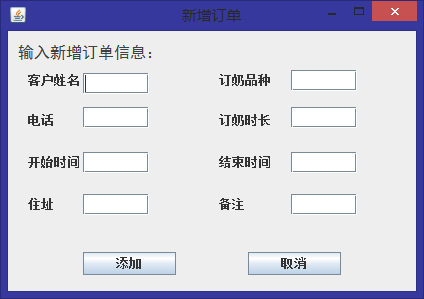 新增订单
输入新增订单信息：
客户姓名 订奶品种
电话 订奶时长
开始时间 结束时间
住址 备注
添加 取消